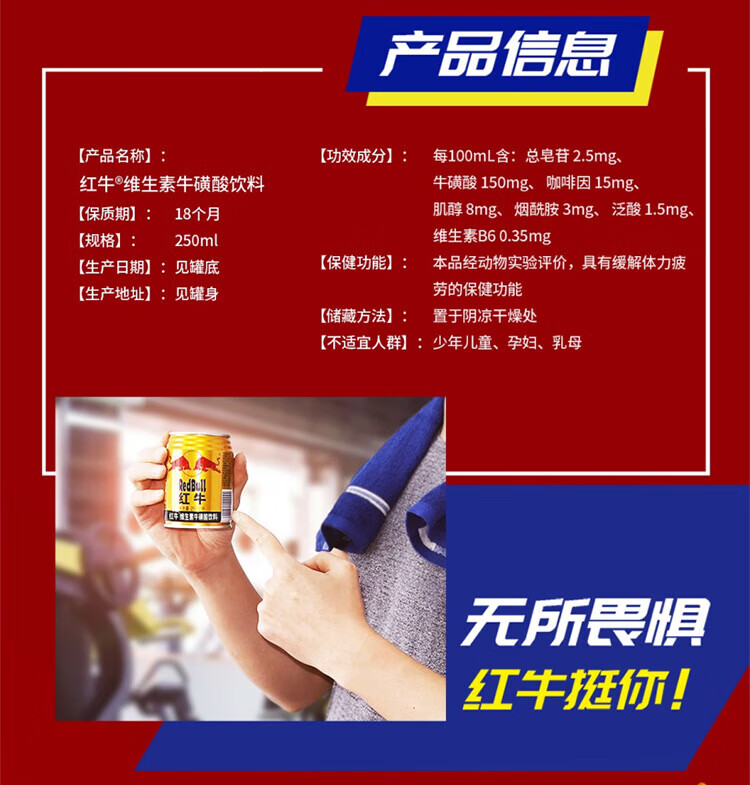 产品信息
【产品名称】:
红牛®维生素牛磺酸饮料
【保质期】: 18个月
【规格】: 250ml
【生产日期】: 见罐底
【生产地址】: 见罐身
【功效成分】: 每100mL含：总皂苷 2.5mg、
牛磺酸 150mg、 咖啡因 15mg、
肌醇 8mg、 烟酰胺 3mg、 泛酸 1.5mg、
维生素B6 0.35mg
【保健功能】: 本品经动物实验评价，具有缓解体力疲
劳的保健功能
【储藏方法】: 置于阴凉干燥处
【不适宜人群】: 少年儿童、孕妇、乳母
RedBull
红牛
红牛®维生素牛磺酸饮料
无所畏惧
红牛挺你！